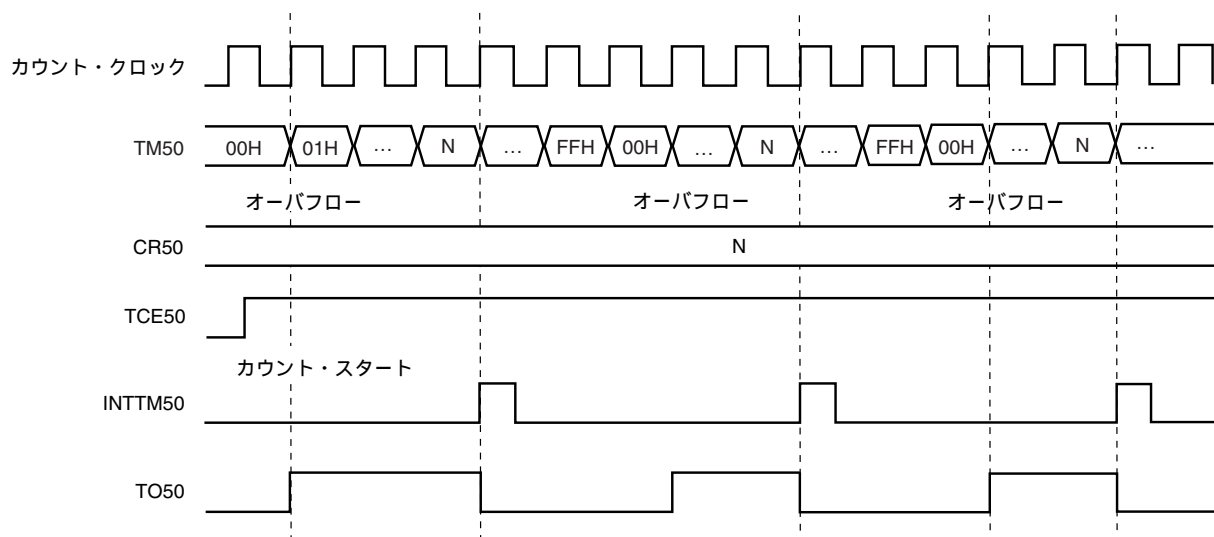 カウント・クロック
TM50 00H 01H … N … FFH 00H … N … FFH 00H … N …
オーバフロー オーバフロー オーバフロー
CR50 N
TCE50
カウント・スタート
INTTM50
TO50